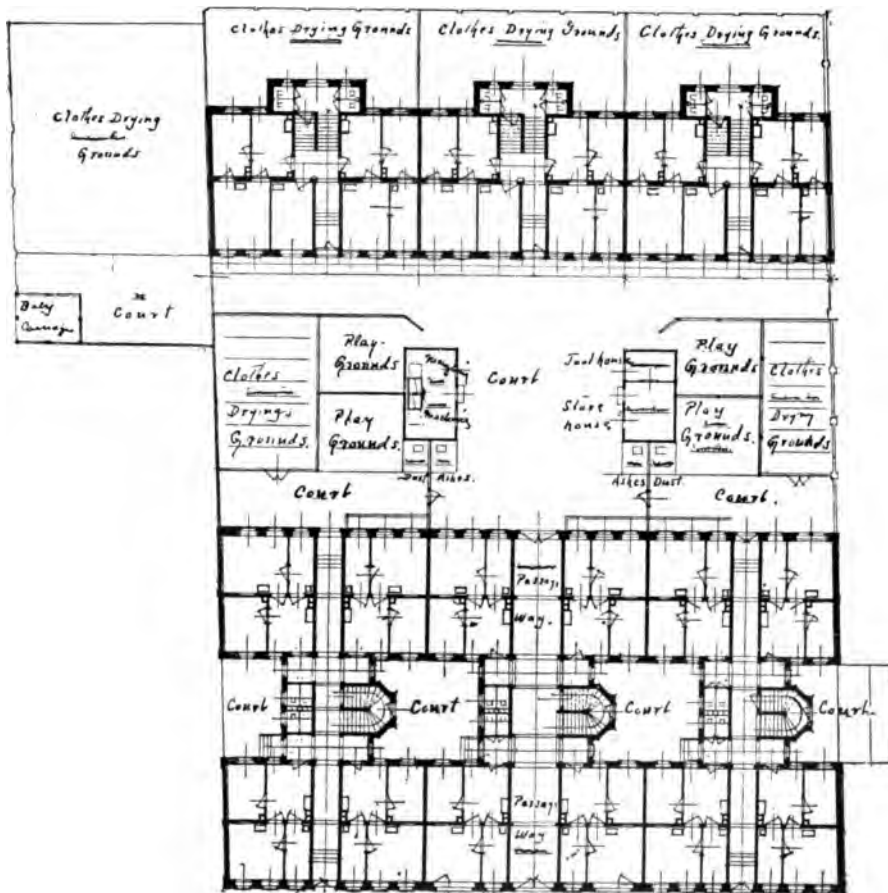 Clothes Drying Grounds
Clothes Drying Grounds
Clothes Drying Grounds.
Clothes Drying
Grounds
Baby
Carriage
Court
Play-
Grounds
Play
Grounds.
Clothes
Drying
Grounds.
Court
Tool house
Store
house
Play
Grounds
Play
Grounds.
Clothes
Drying
Grounds
Dust Ashes.
Ashes Dust.
Court
Court.
Passage
Way.
Court
Court
Court
Court.
Passage
Way